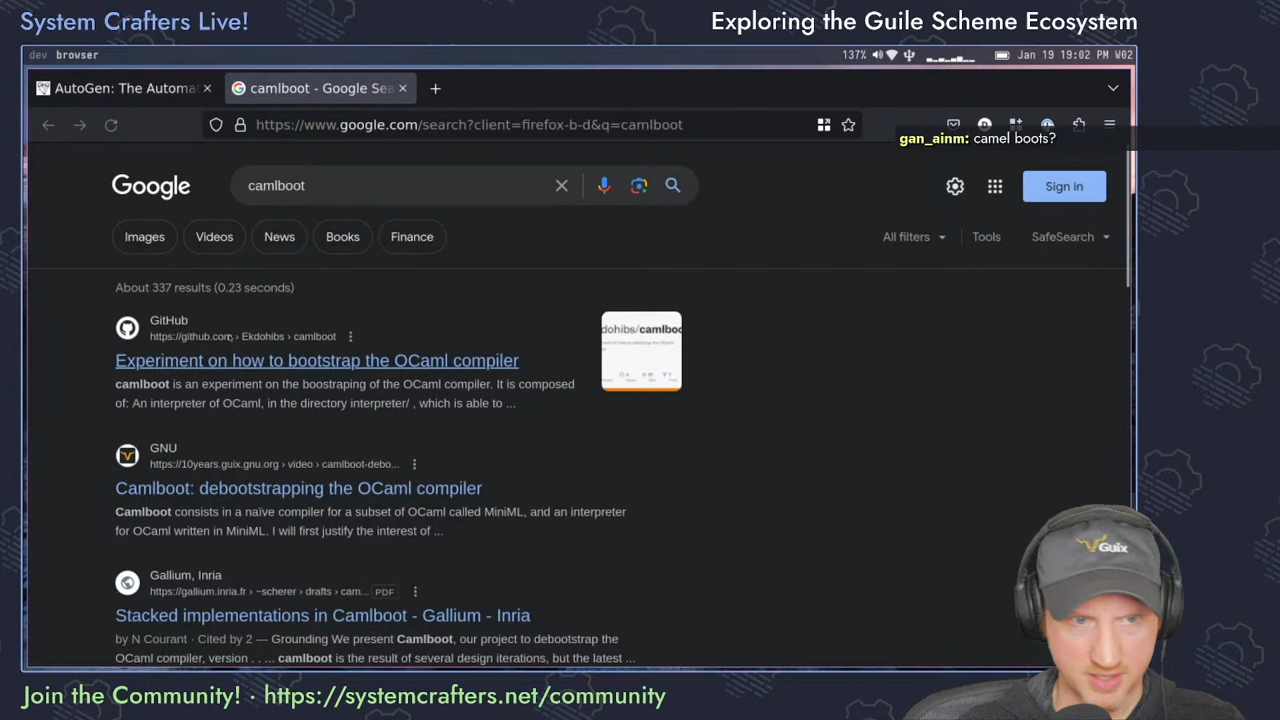 System Crafters Live!
Exploring the Guile Scheme Ecosystem
dev browser
137% Jan 19 19:02 PM W02
AutoGen: The Automa
camlboot - Google Sea
https://www.google.com/search?client=firefox-b-d&q=camlboot
gan_ainm: camel boots?
Google
camlboot
Sign in
Images
Videos
News
Books
Finance
All filters
Tools
SafeSearch
About 337 results (0.23 seconds)
GitHub
https://github.com › Ekdohibs › camlboot
Experiment on how to bootstrap the OCaml compiler
camlboot is an experiment on the boostraping of the OCaml compiler. It is composed
of: An interpreter of OCaml, in the directory interpreter/ , which is able to ...
dohibs/camlboo
GNU
https://10years.guix.gnu.org › video › camlboot-debo...
Camlboot: debootstrapping the OCaml compiler
Camlboot consists in a naïve compiler for a subset of OCaml called MiniML, and an interpreter
for OCaml written in MiniML. I will first justify the interest of ...
Gallium, Inria
https://gallium.inria.fr › ~scherer › drafts › cam... PDF
Stacked implementations in Camlboot - Gallium - Inria
by N Courant · Cited by 2 — Grounding We present Camlboot, our project to debootstrap the
OCaml compiler, version . . ... camlboot is the result of several design iterations, but the latest ...
Guix
Join the Community! · https://systemcrafters.net/community